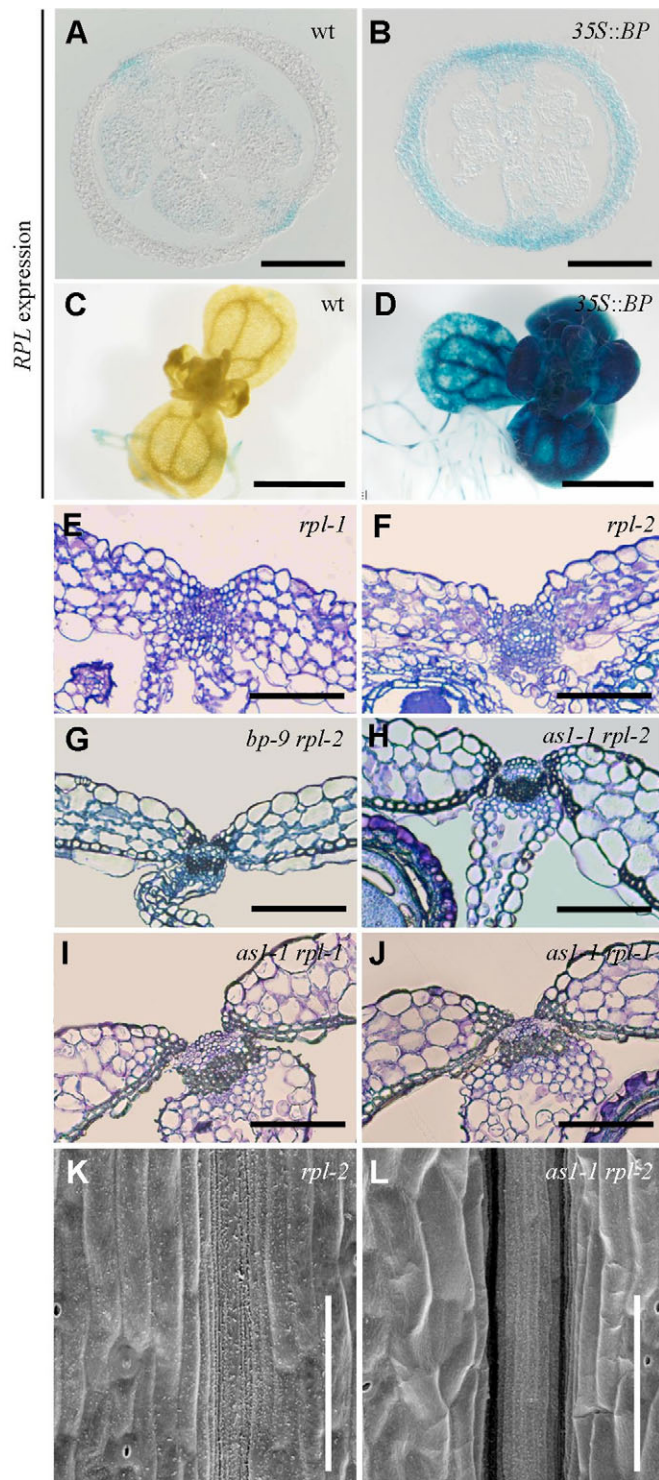 RPL expression
A wt
B 35S::BP
C wt
D 35S::BP
E rpl-1
F rpl-2
G bp-9 rpl-2
H as1-1 rpl-2
I as1-1 rpl-1
J as1-1 rpl-1
K rpl-2
L as1-1 rpl-2